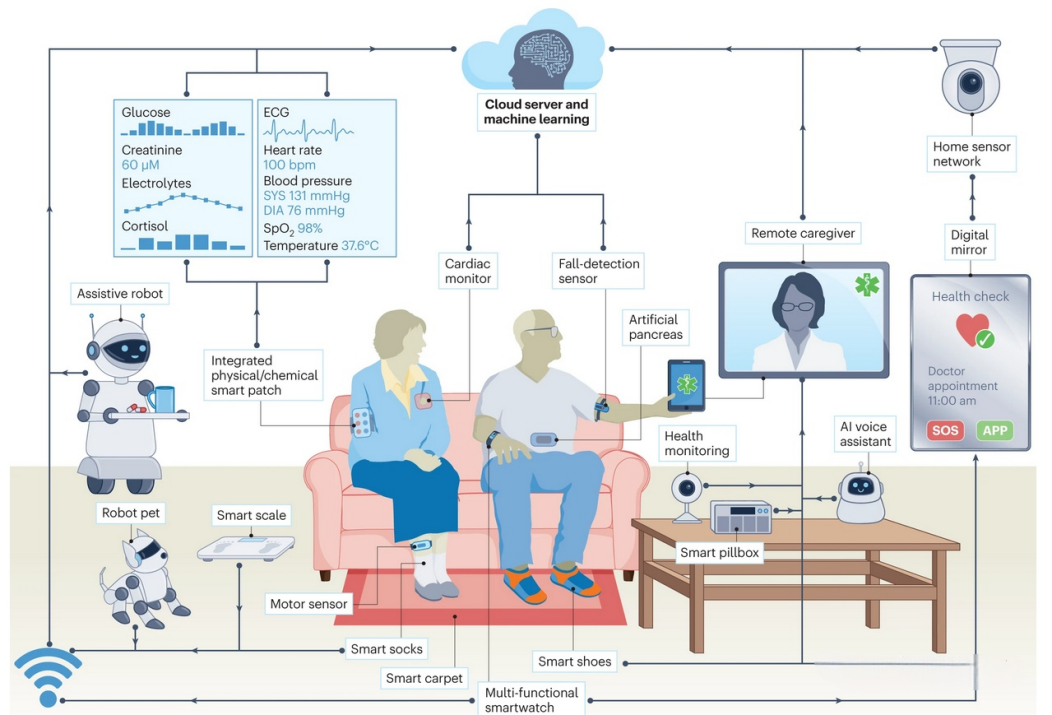 Cloud server and
machine learning
Glucose
Creatinine
60 µM
Electrolytes
Cortisol
ECG
Heart rate
100 bpm
Blood pressure
SYS 131 mmHg
DIA 76 mmHg
SpO₂ 98%
Temperature 37.6°C
Home sensor
network
Remote caregiver
Digital
mirror
Cardiac
monitor
Fall-detection
sensor
Assistive robot
Health check
Doctor
appointment
11:00 am
SOS
APP
Artificial
pancreas
Integrated
physical/chemical
smart patch
AI voice
assistant
Health
monitoring
Robot pet
Smart scale
Smart pillbox
Motor sensor
Smart socks
Smart carpet
Smart shoes
Multi-functional
smartwatch